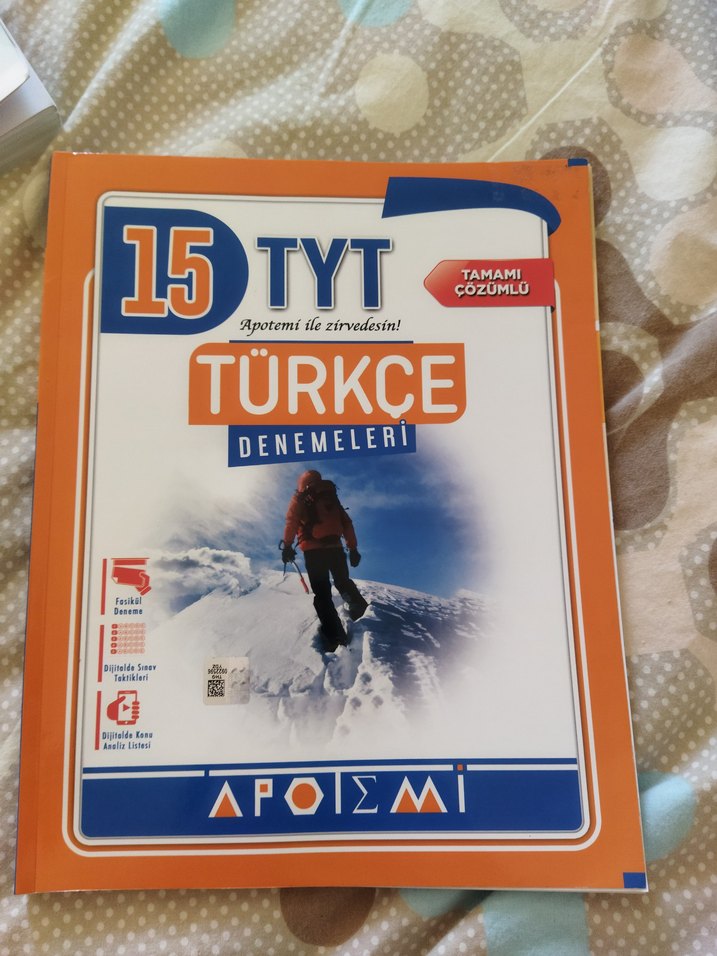 15 TYT
TAMAMI
ÇÖZÜMLÜ
Apotemi ile zirvedesin!
TÜRKÇE
DENEMELERİ
Fasikül
Deneme
Dijitalde Sınav
Taktikleri
Dijitalde Konu
Analiz Listesi
APOTEMİ